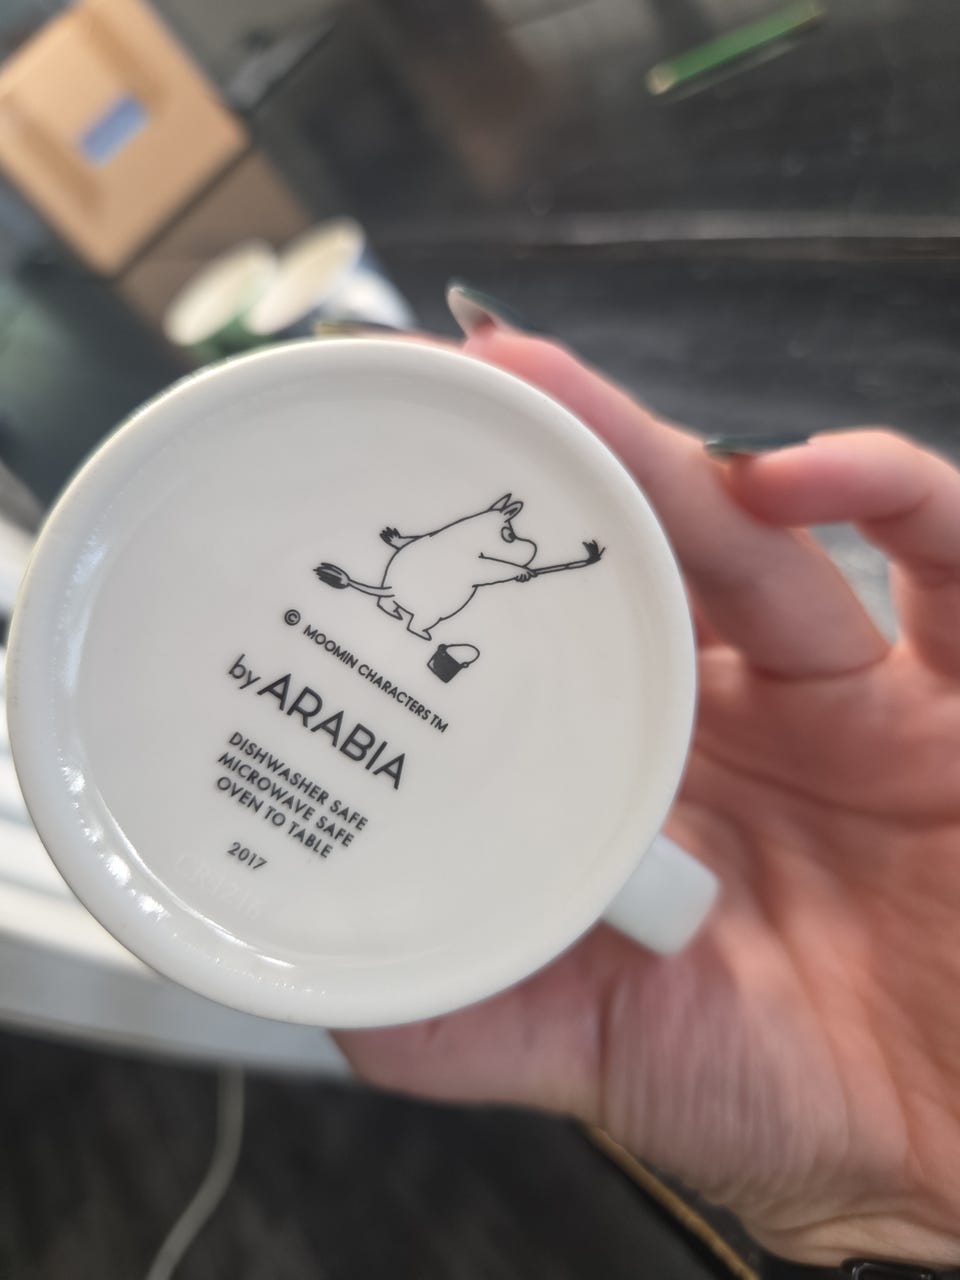 © MOOMIN CHARACTERS™
by ARABIA
DISHWASHER SAFE
MICROWAVE SAFE
OVEN TO TABLE
2017